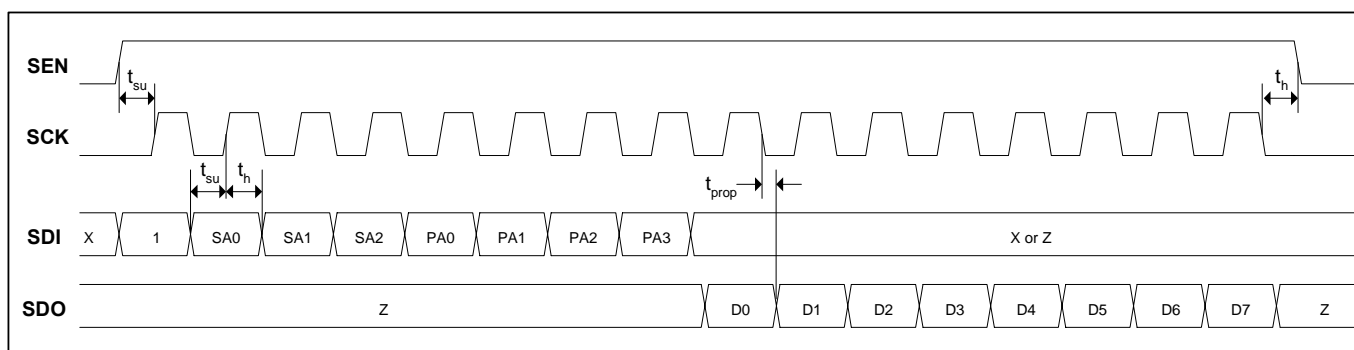 SEN
t_su
t_h
SCK
t_su
t_h
t_prop
SDI X 1 SA0 SA1 SA2 PA0 PA1 PA2 PA3 X or Z
SDO Z D0 D1 D2 D3 D4 D5 D6 D7 Z